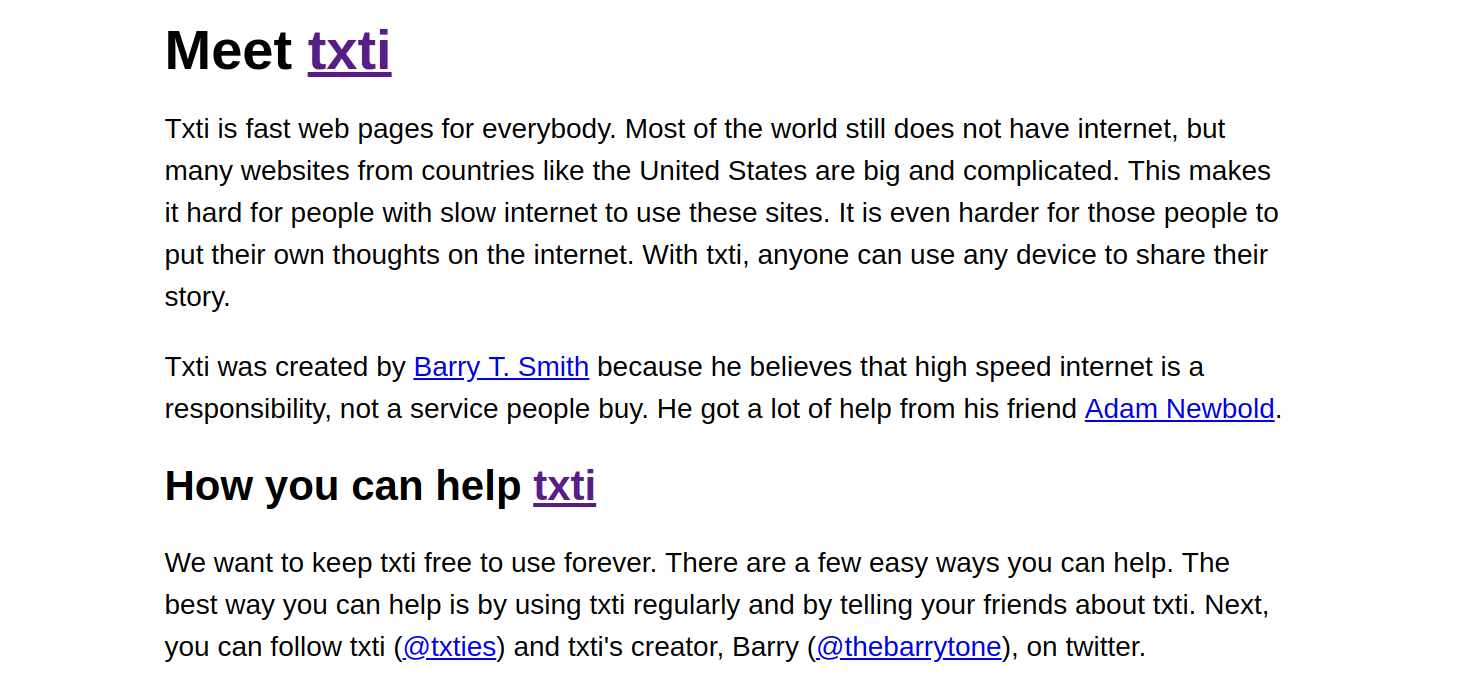 Meet txti
Txti is fast web pages for everybody. Most of the world still does not have internet, but
many websites from countries like the United States are big and complicated. This makes
it hard for people with slow internet to use these sites. It is even harder for those people to
put their own thoughts on the internet. With txti, anyone can use any device to share their
story.
Txti was created by Barry T. Smith because he believes that high speed internet is a
responsibility, not a service people buy. He got a lot of help from his friend Adam Newbold.
How you can help txti
We want to keep txti free to use forever. There are a few easy ways you can help. The
best way you can help is by using txti regularly and by telling your friends about txti. Next,
you can follow txti (@txties) and txti's creator, Barry (@thebarrytone), on twitter.